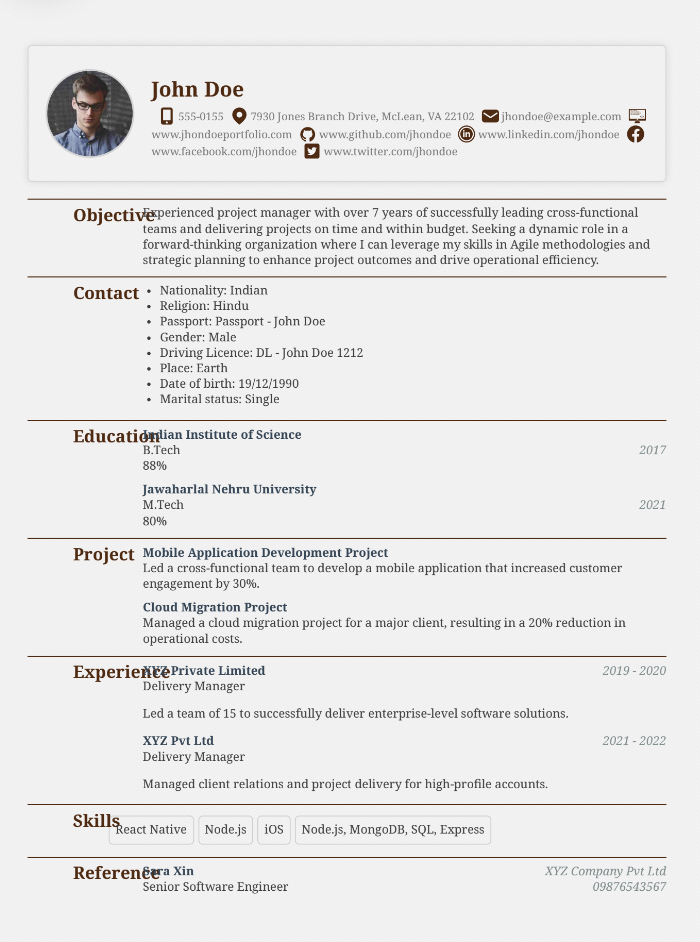 John Doe
555-0155 7930 Jones Branch Drive, McLean, VA 22102 jhondoe@example.com
www.jhondoeportfolio.com www.github.com/jhondoe www.linkedin.com/jhondoe
www.facebook.com/jhondoe www.twitter.com/jhondoe
Objective
Experienced project manager with over 7 years of successfully leading cross-functional
teams and delivering projects on time and within budget. Seeking a dynamic role in a
forward-thinking organization where I can leverage my skills in Agile methodologies and
strategic planning to enhance project outcomes and drive operational efficiency.
Contact
• Nationality: Indian
• Religion: Hindu
• Passport: Passport - John Doe
• Gender: Male
• Driving Licence: DL - John Doe 1212
• Place: Earth
• Date of birth: 19/12/1990
• Marital status: Single
Education
Indian Institute of Science
B.Tech 2017
88%
Jawaharlal Nehru University
M.Tech 2021
80%
Project
Mobile Application Development Project
Led a cross-functional team to develop a mobile application that increased customer
engagement by 30%.
Cloud Migration Project
Managed a cloud migration project for a major client, resulting in a 20% reduction in
operational costs.
Experience
XYZ Private Limited 2019 - 2020
Delivery Manager
Led a team of 15 to successfully deliver enterprise-level software solutions.
XYZ Pvt Ltd 2021 - 2022
Delivery Manager
Managed client relations and project delivery for high-profile accounts.
Skills
React Native Node.js iOS Node.js, MongoDB, SQL, Express
Reference
Sara Xin XYZ Company Pvt Ltd
Senior Software Engineer 09876543567